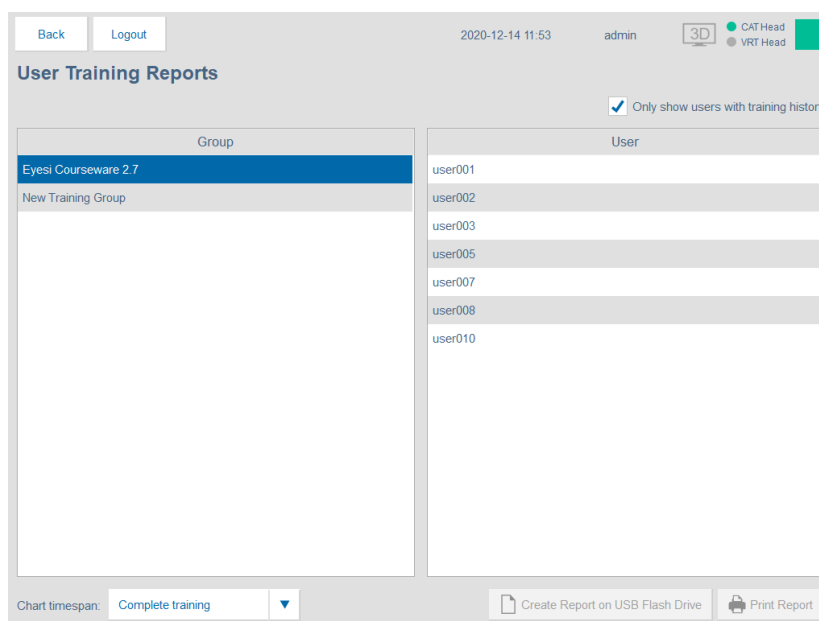 Back Logout 2020-12-14 11:53 admin 3D CAT Head
VRT Head
User Training Reports
Only show users with training histor
Group User
Eyesi Courseware 2.7 user001
New Training Group user002
user003
user005
user007
user008
user010
Chart timespan: Complete training Create Report on USB Flash Drive Print Report